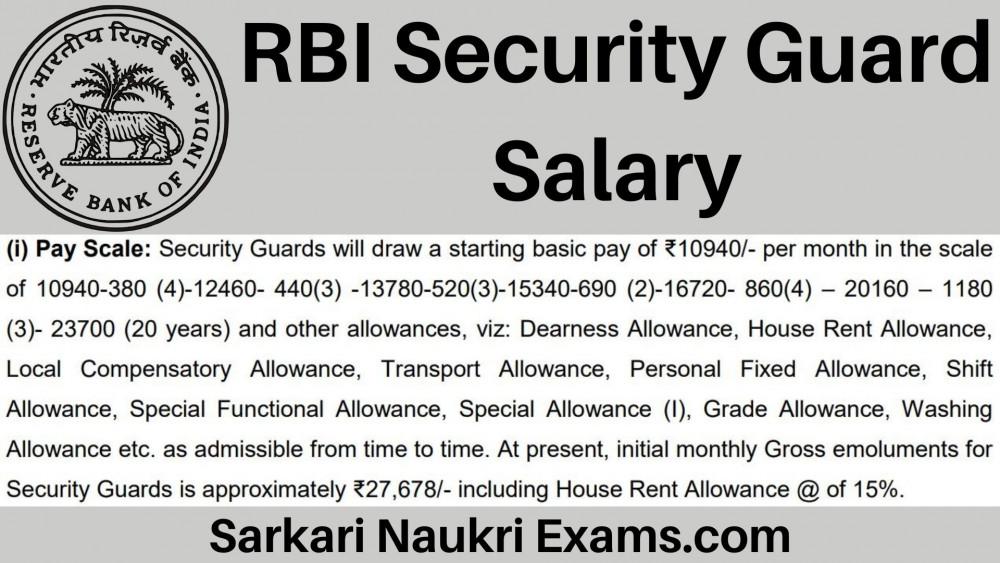 भारतीय रिज़र्व बैंक
RESERVE BANK OF INDIA
RBI Security Guard
Salary
(i) Pay Scale: Security Guards will draw a starting basic pay of ₹10940/- per month in the scale
of 10940-380 (4)-12460- 440(3) -13780-520(3)-15340-690 (2)-16720- 860(4) – 20160 – 1180
(3)- 23700 (20 years) and other allowances, viz: Dearness Allowance, House Rent Allowance,
Local Compensatory Allowance, Transport Allowance, Personal Fixed Allowance, Shift
Allowance, Special Functional Allowance, Special Allowance (I), Grade Allowance, Washing
Allowance etc. as admissible from time to time. At present, initial monthly Gross emoluments for
Security Guards is approximately ₹27,678/- including House Rent Allowance @ of 15%.
Sarkari Naukri Exams.com